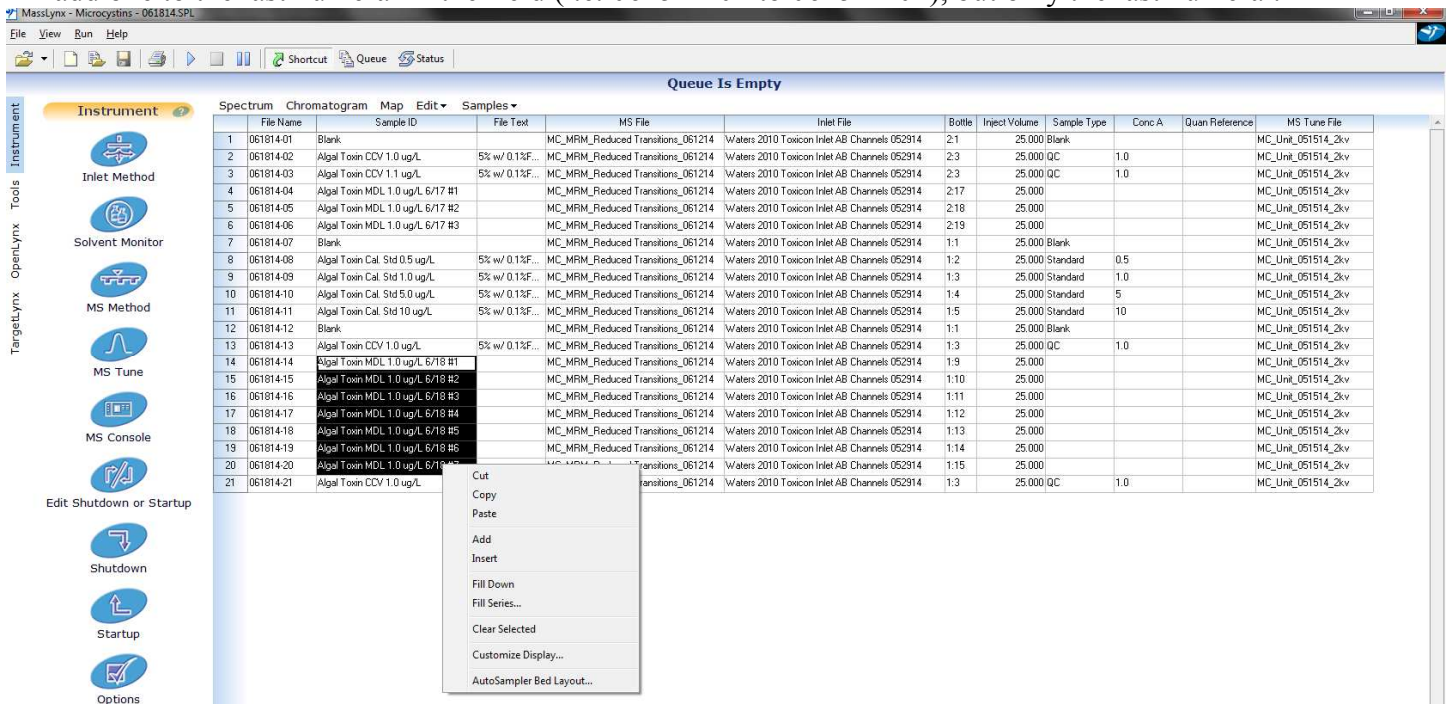 MassLynx - Microcystins - 061814.SPL
File View Run Help
Shortcut Queue Status
Queue Is Empty
Instrument
Tools
OpenLynx
TargetLynx
Instrument
Inlet Method
Solvent Monitor
MS Method
MS Tune
MS Console
Edit Shutdown or Startup
Shutdown
Startup
Options
Spectrum Chromatogram Map Edit Samples
File Name Sample ID File Text MS File Inlet File Bottle Inject Volume Sample Type Conc A Quan Reference MS Tune File
1 061814-01 Blank MC_MRM_Reduced Transitions_061214 Waters 2010 Toxicon Inlet AB Channels 052914 2:1 25.000 Blank MC_Unit_051514_2kv
2 061814-02 Algal Toxin CCV 1.0 ug/L 5% w/ 0.1%F... MC_MRM_Reduced Transitions_061214 Waters 2010 Toxicon Inlet AB Channels 052914 2:3 25.000 QC 1.0 MC_Unit_051514_2kv
3 061814-03 Algal Toxin CCV 1.1 ug/L 5% w/ 0.1%F... MC_MRM_Reduced Transitions_061214 Waters 2010 Toxicon Inlet AB Channels 052914 2:3 25.000 QC 1.0 MC_Unit_051514_2kv
4 061814-04 Algal Toxin MDL 1.0 ug/L 6/17 #1 MC_MRM_Reduced Transitions_061214 Waters 2010 Toxicon Inlet AB Channels 052914 2:17 25.000 MC_Unit_051514_2kv
5 061814-05 Algal Toxin MDL 1.0 ug/L 6/17 #2 MC_MRM_Reduced Transitions_061214 Waters 2010 Toxicon Inlet AB Channels 052914 2:18 25.000 MC_Unit_051514_2kv
6 061814-06 Algal Toxin MDL 1.0 ug/L 6/17 #3 MC_MRM_Reduced Transitions_061214 Waters 2010 Toxicon Inlet AB Channels 052914 2:19 25.000 MC_Unit_051514_2kv
7 061814-07 Blank MC_MRM_Reduced Transitions_061214 Waters 2010 Toxicon Inlet AB Channels 052914 1:1 25.000 Blank MC_Unit_051514_2kv
8 061814-08 Algal Toxin Cal. Std 0.5 ug/L 5% w/ 0.1%F... MC_MRM_Reduced Transitions_061214 Waters 2010 Toxicon Inlet AB Channels 052914 1:2 25.000 Standard 0.5 MC_Unit_051514_2kv
9 061814-09 Algal Toxin Cal. Std 1.0 ug/L 5% w/ 0.1%F... MC_MRM_Reduced Transitions_061214 Waters 2010 Toxicon Inlet AB Channels 052914 1:3 25.000 Standard 1.0 MC_Unit_051514_2kv
10 061814-10 Algal Toxin Cal. Std 5.0 ug/L 5% w/ 0.1%F... MC_MRM_Reduced Transitions_061214 Waters 2010 Toxicon Inlet AB Channels 052914 1:4 25.000 Standard 5 MC_Unit_051514_2kv
11 061814-11 Algal Toxin Cal. Std 10 ug/L 5% w/ 0.1%F... MC_MRM_Reduced Transitions_061214 Waters 2010 Toxicon Inlet AB Channels 052914 1:5 25.000 Standard 10 MC_Unit_051514_2kv
12 061814-12 Blank MC_MRM_Reduced Transitions_061214 Waters 2010 Toxicon Inlet AB Channels 052914 1:1 25.000 Blank MC_Unit_051514_2kv
13 061814-13 Algal Toxin CCV 1.0 ug/L 5% w/ 0.1%F... MC_MRM_Reduced Transitions_061214 Waters 2010 Toxicon Inlet AB Channels 052914 1:3 25.000 QC 1.0 MC_Unit_051514_2kv
14 061814-14 Algal Toxin MDL 1.0 ug/L 6/18 #1 MC_MRM_Reduced Transitions_061214 Waters 2010 Toxicon Inlet AB Channels 052914 1:9 25.000 MC_Unit_051514_2kv
15 061814-15 Algal Toxin MDL 1.0 ug/L 6/18 #2 MC_MRM_Reduced Transitions_061214 Waters 2010 Toxicon Inlet AB Channels 052914 1:10 25.000 MC_Unit_051514_2kv
16 061814-16 Algal Toxin MDL 1.0 ug/L 6/18 #3 MC_MRM_Reduced Transitions_061214 Waters 2010 Toxicon Inlet AB Channels 052914 1:11 25.000 MC_Unit_051514_2kv
17 061814-17 Algal Toxin MDL 1.0 ug/L 6/18 #4 MC_MRM_Reduced Transitions_061214 Waters 2010 Toxicon Inlet AB Channels 052914 1:12 25.000 MC_Unit_051514_2kv
18 061814-18 Algal Toxin MDL 1.0 ug/L 6/18 #5 MC_MRM_Reduced Transitions_061214 Waters 2010 Toxicon Inlet AB Channels 052914 1:13 25.000 MC_Unit_051514_2kv
19 061814-19 Algal Toxin MDL 1.0 ug/L 6/18 #6 MC_MRM_Reduced Transitions_061214 Waters 2010 Toxicon Inlet AB Channels 052914 1:14 25.000 MC_Unit_051514_2kv
20 061814-20 Algal Toxin MDL 1.0 ug/L Transitions_061214 Waters 2010 Toxicon Inlet AB Channels 052914 1:15 25.000 MC_Unit_051514_2kv
21 061814-21 Algal Toxin CCV 1.0 ug/L ransitions_061214 Waters 2010 Toxicon Inlet AB Channels 052914 1:3 25.000 QC 1.0 MC_Unit_051514_2kv
Cut
Copy
Paste
Add
Insert
Fill Down
Fill Series...
Clear Selected
Customize Display...
AutoSampler Bed Layout...